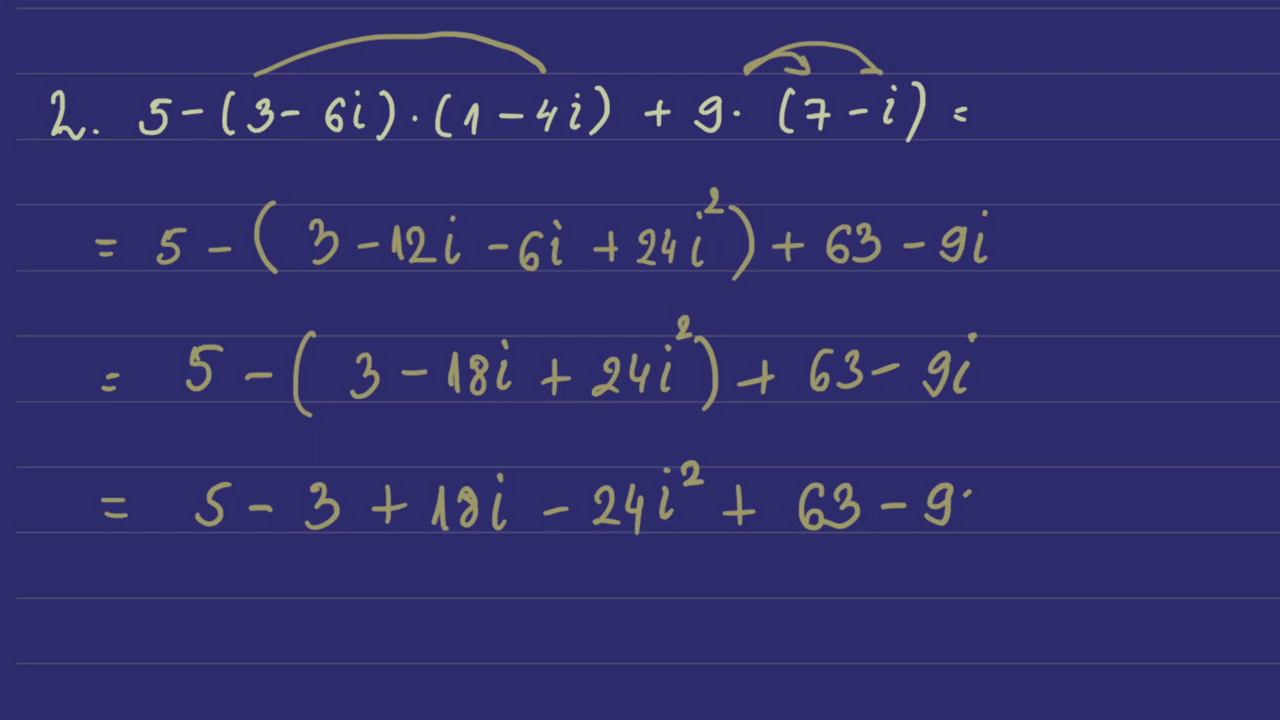 2. 5-(3-6i)·(1-4i)+9·(7-i)=
= 5-(3-12i-6i+24i²)+63-9i
= 5-(3-18i+24i²)+63-9i
= 5-3+18i-24i²+63-9